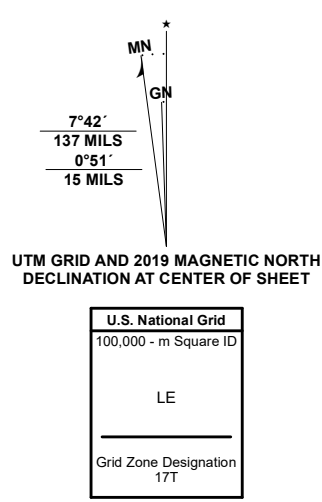 ★
MN
GN
7°42´
137 MILS
0°51´
15 MILS
UTM GRID AND 2019 MAGNETIC NORTH
DECLINATION AT CENTER OF SHEET
U.S. National Grid
100,000 - m Square ID
LE
Grid Zone Designation
17T